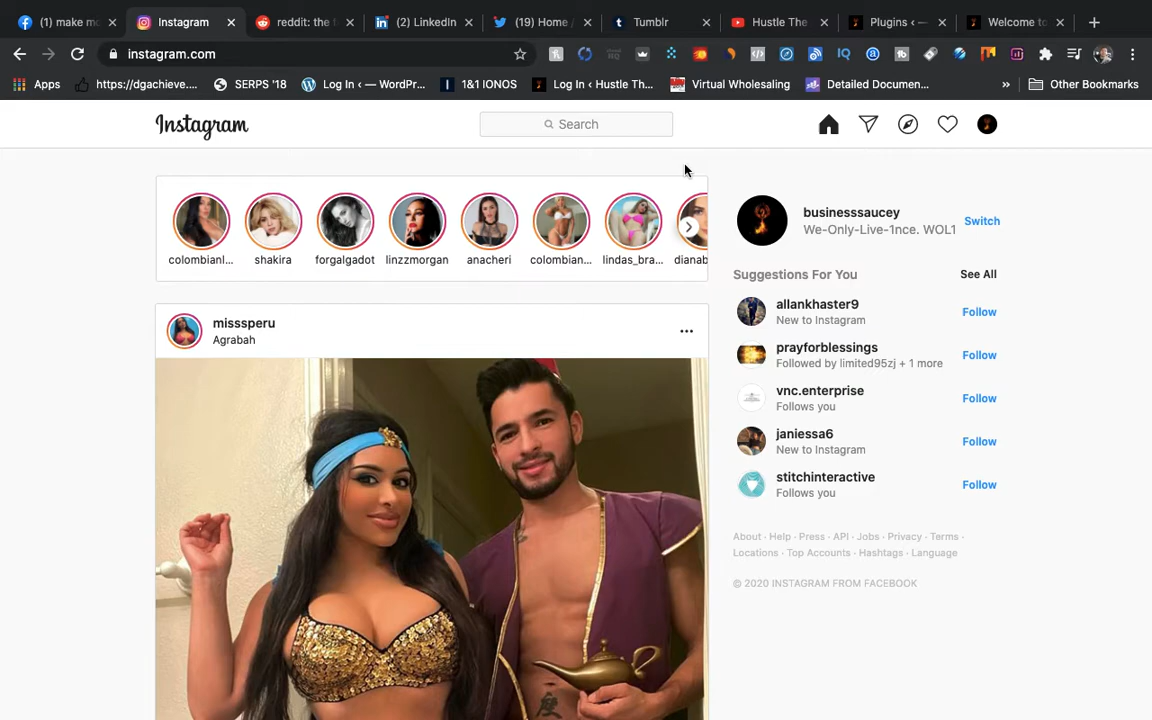 (1) make mo
Instagram
reddit: the f
(2) LinkedIn
(19) Home /
Tumblr
Hustle The
Plugins ‹
Welcome to
instagram.com
Apps
https://dgachieve....
SERPS '18
Log In ‹ — WordPr...
1&1 IONOS
Log In ‹ Hustle Th...
Virtual Wholesaling
Detailed Documen...
»
Other Bookmarks
Instagram
Search
colombianl...
shakira
forgalgadot
linzzmorgan
anacheri
colombian...
lindas_bra...
dianab
businesssaucey
We-Only-Live-1nce. WOL1
Switch
Suggestions For You
See All
allankhaster9
New to Instagram
Follow
prayforblessings
Followed by limited95zj + 1 more
Follow
vnc.enterprise
Follows you
Follow
janiessa6
New to Instagram
Follow
stitchinteractive
Follows you
Follow
misssperu
Agrabah
About · Help · Press · API · Jobs · Privacy · Terms ·
Locations · Top Accounts · Hashtags · Language
© 2020 INSTAGRAM FROM FACEBOOK